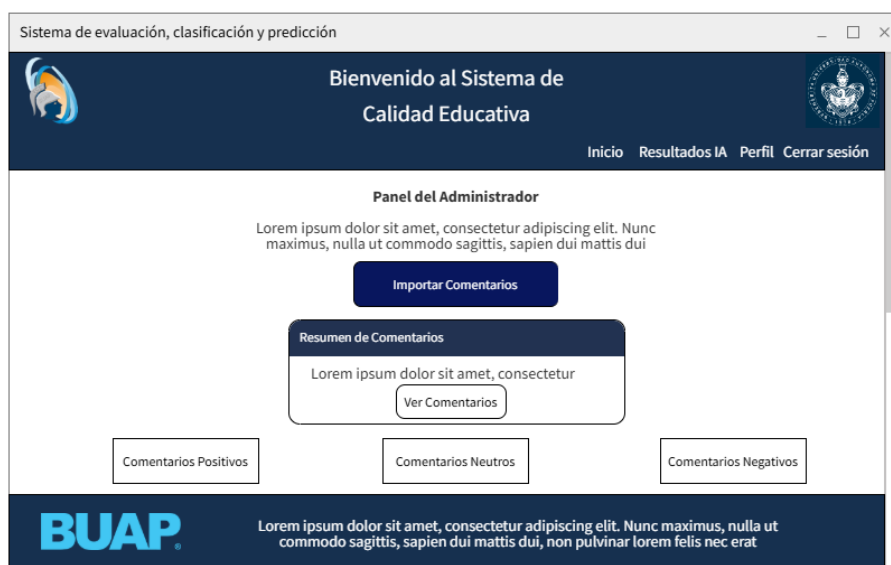 Sistema de evaluación, clasificación y predicción
Bienvenido al Sistema de
Calidad Educativa
Inicio Resultados IA Perfil Cerrar sesión
Panel del Administrador
Lorem ipsum dolor sit amet, consectetur adipiscing elit. Nunc
maximus, nulla ut commodo sagittis, sapien dui mattis dui
Importar Comentarios
Resumen de Comentarios
Lorem ipsum dolor sit amet, consectetur
Ver Comentarios
Comentarios Positivos
Comentarios Neutros
Comentarios Negativos
BUAP
Lorem ipsum dolor sit amet, consectetur adipiscing elit. Nunc maximus, nulla ut
commodo sagittis, sapien dui mattis dui, non pulvinar lorem felis nec erat